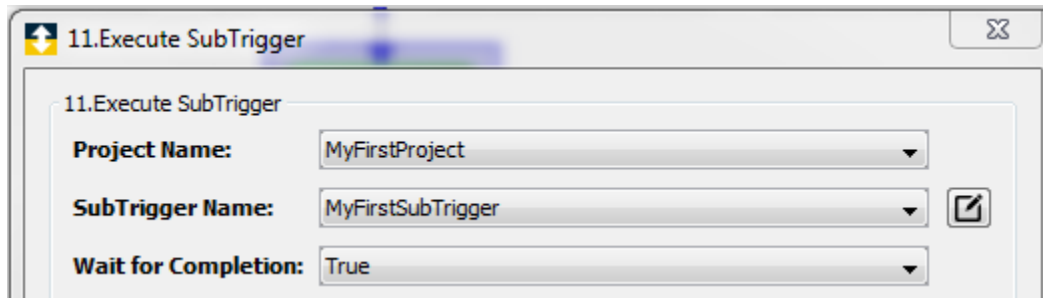 11.Execute SubTrigger
11.Execute SubTrigger
Project Name: MyFirstProject
SubTrigger Name: MyFirstSubTrigger
Wait for Completion: True